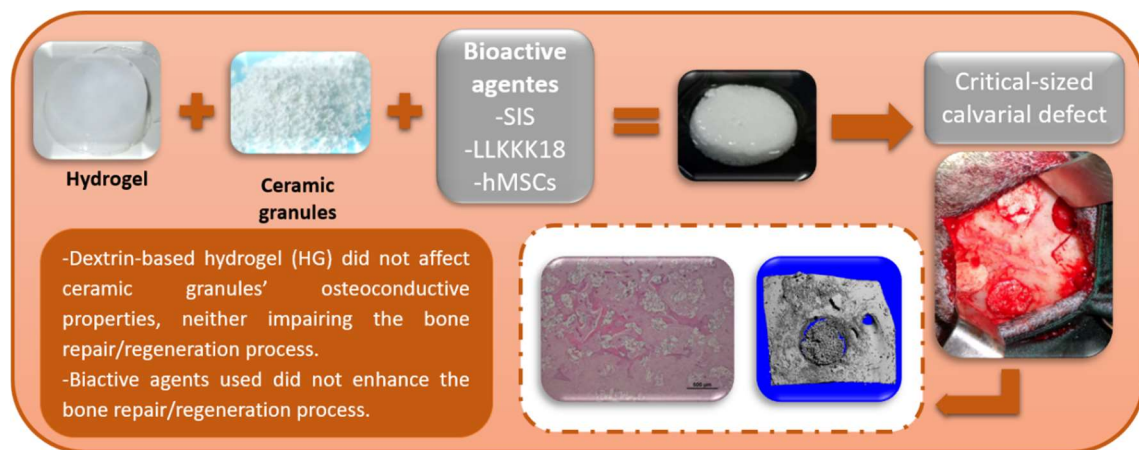 Hydrogel
Ceramic
granules
Bioactive
agentes
-SIS
-LLKKK18
-hMSCs
Critical-sized
calvarial defect
-Dextrin-based hydrogel (HG) did not affect
ceramic granules’ osteoconductive
properties, neither impairing the bone
repair/regeneration process.
-Biactive agents used did not enhance the
bone repair/regeneration process.
500 µm